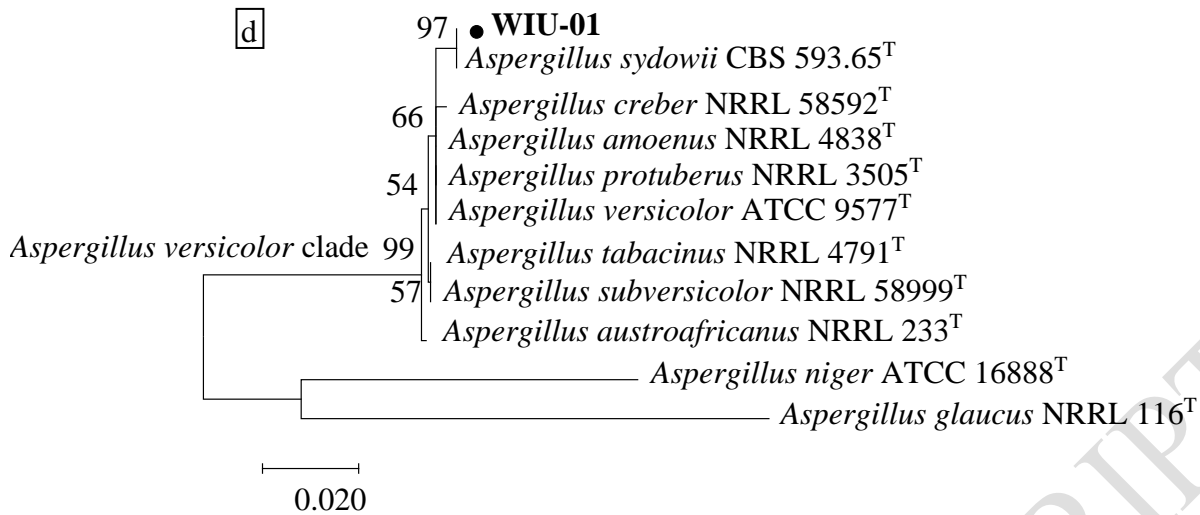 d
97 ● WIU-01
Aspergillus sydowii CBS 593.65ᵀ
Aspergillus creber NRRL 58592ᵀ
66
Aspergillus amoenus NRRL 4838ᵀ
54
Aspergillus protuberus NRRL 3505ᵀ
Aspergillus versicolor ATCC 9577ᵀ
Aspergillus versicolor clade 99
Aspergillus tabacinus NRRL 4791ᵀ
57
Aspergillus subversicolor NRRL 58999ᵀ
Aspergillus austroafricanus NRRL 233ᵀ
Aspergillus niger ATCC 16888ᵀ
Aspergillus glaucus NRRL 116ᵀ
0.020